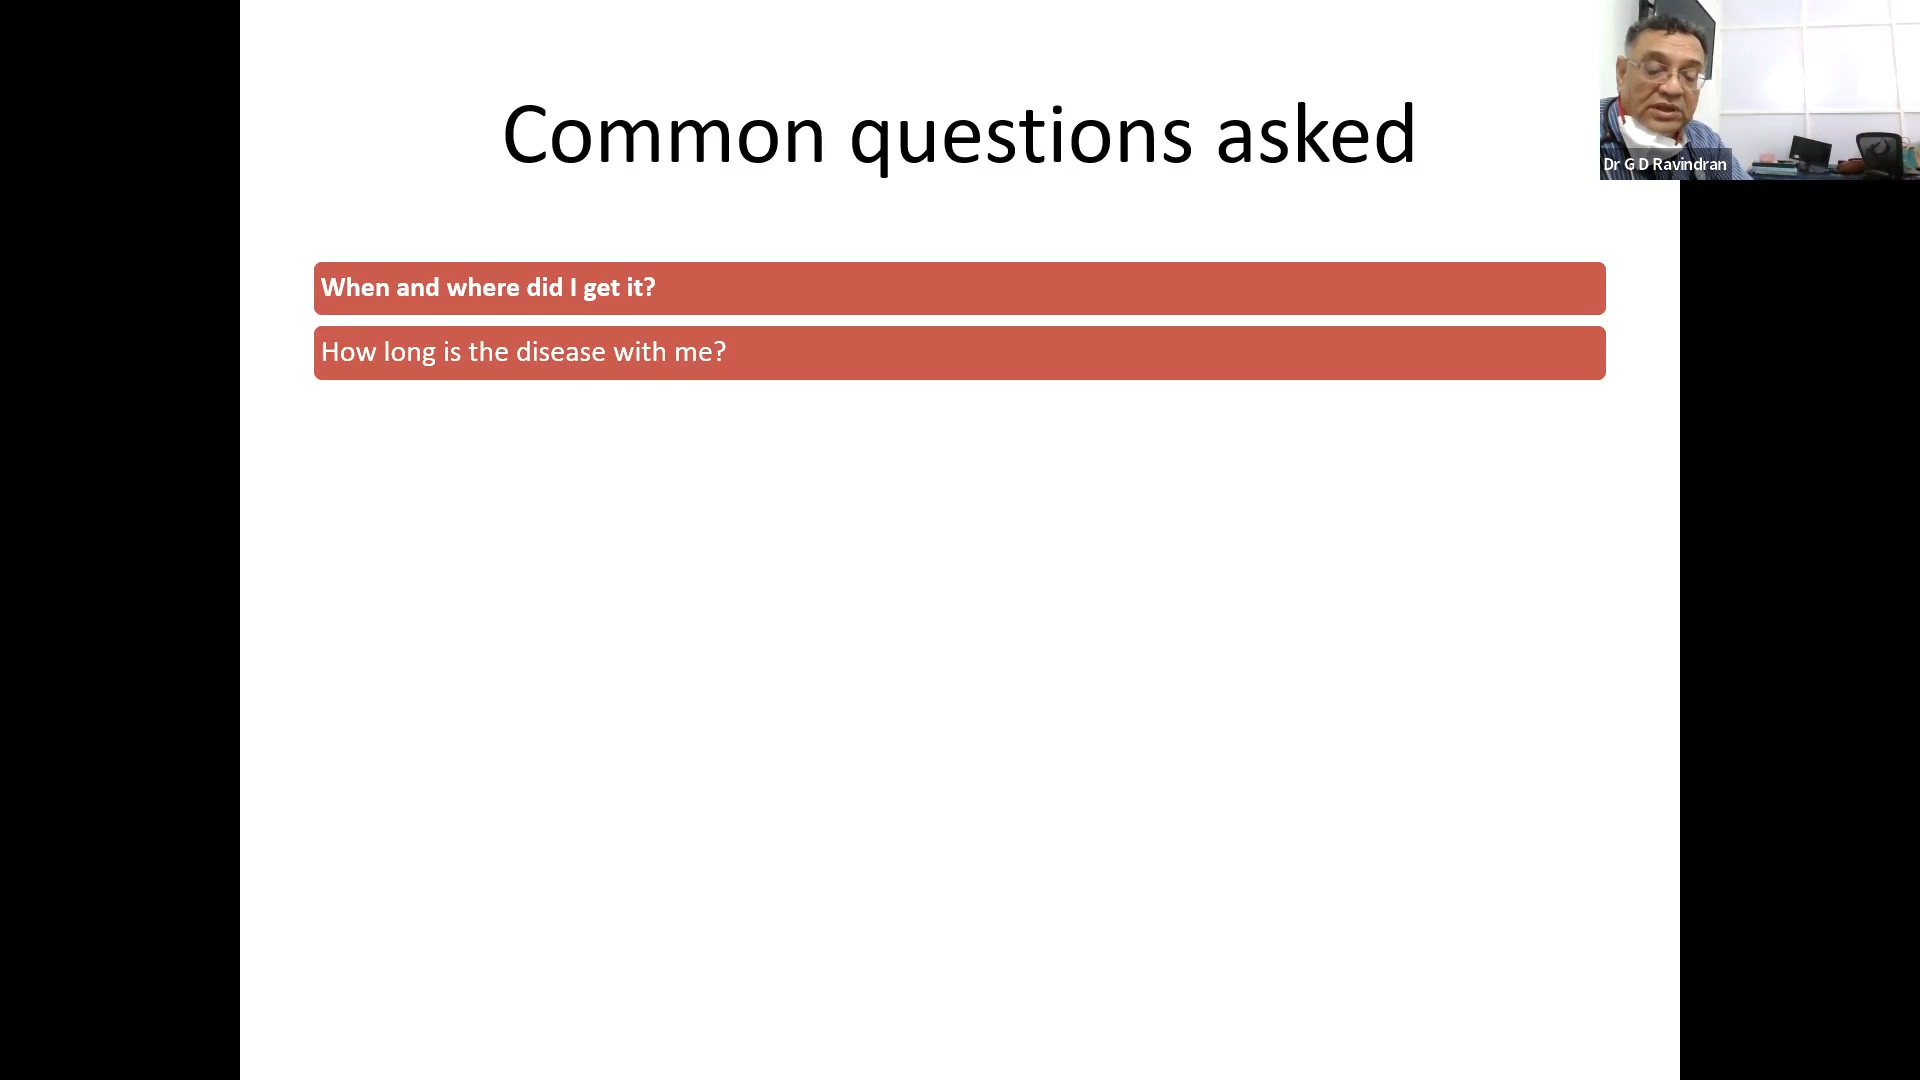 Common questions asked
Dr G D Ravindran
When and where did I get it?
How long is the disease with me?